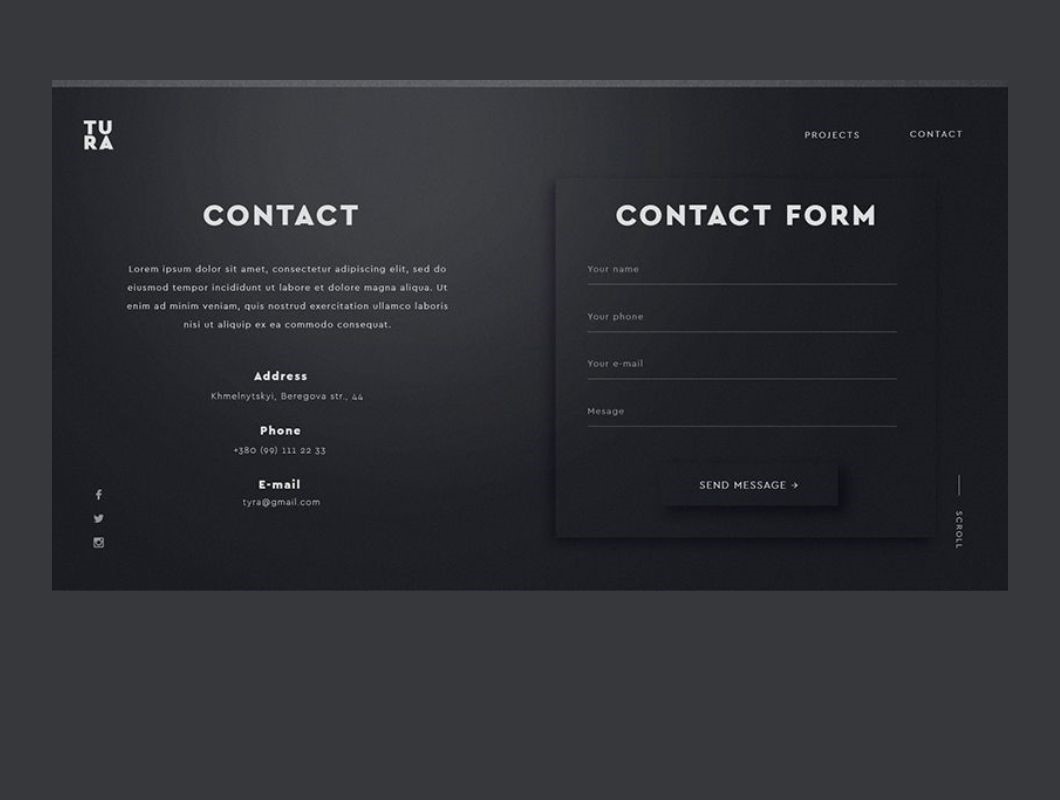 TU
RA
PROJECTS
CONTACT
CONTACT
Lorem ipsum dolor sit amet, consectetur adipiscing elit, sed do
eiusmod tempor incididunt ut labore et dolore magna aliqua. Ut
enim ad minim veniam, quis nostrud exercitation ullamco laboris
nisi ut aliquip ex ea commodo consequat.
Address
Khmelnytskyi, Beregova str., 44
Phone
+380 (99) 111 22 33
E-mail
tyra@gmail.com
CONTACT FORM
Your name
Your phone
Your e-mail
Mesage
SEND MESSAGE →
SCROLL